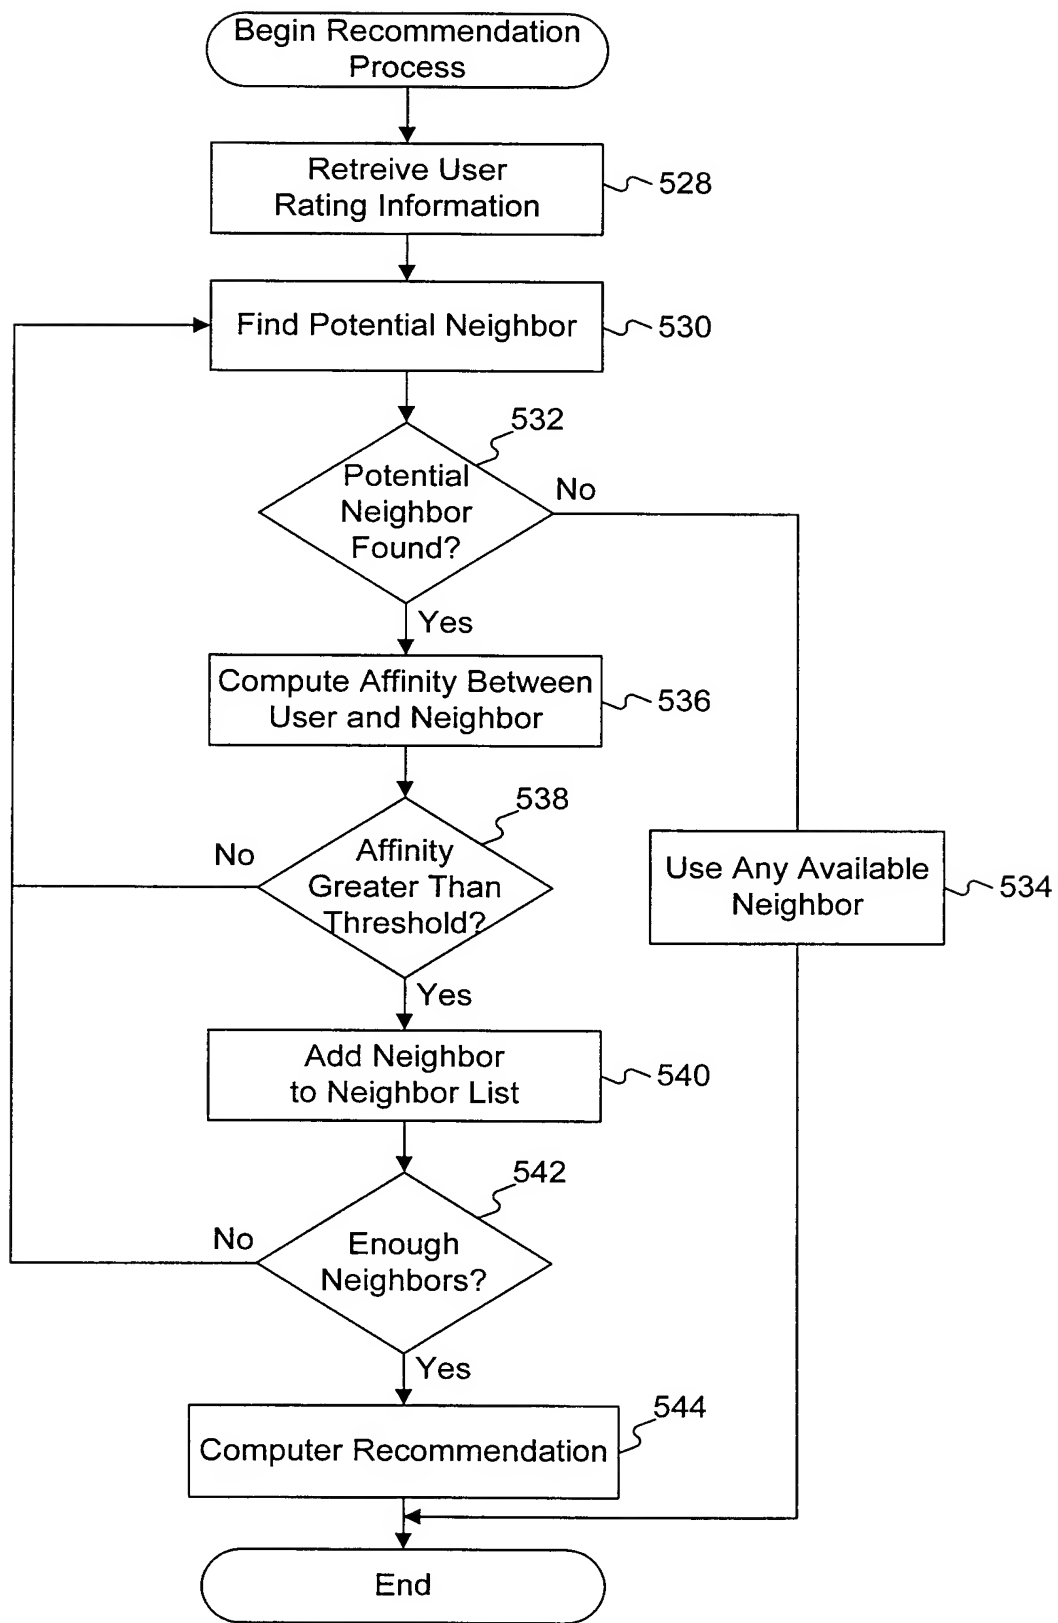 Begin Recommendation
Process
Retreive User
Rating Information
528
Find Potential Neighbor
530
532
Potential
Neighbor
Found?
No
Yes
Compute Affinity Between
User and Neighbor
536
538
No
Affinity
Greater Than
Threshold?
Use Any Available
Neighbor
534
Yes
Add Neighbor
to Neighbor List
540
542
No
Enough
Neighbors?
Yes
544
Computer Recommendation
End